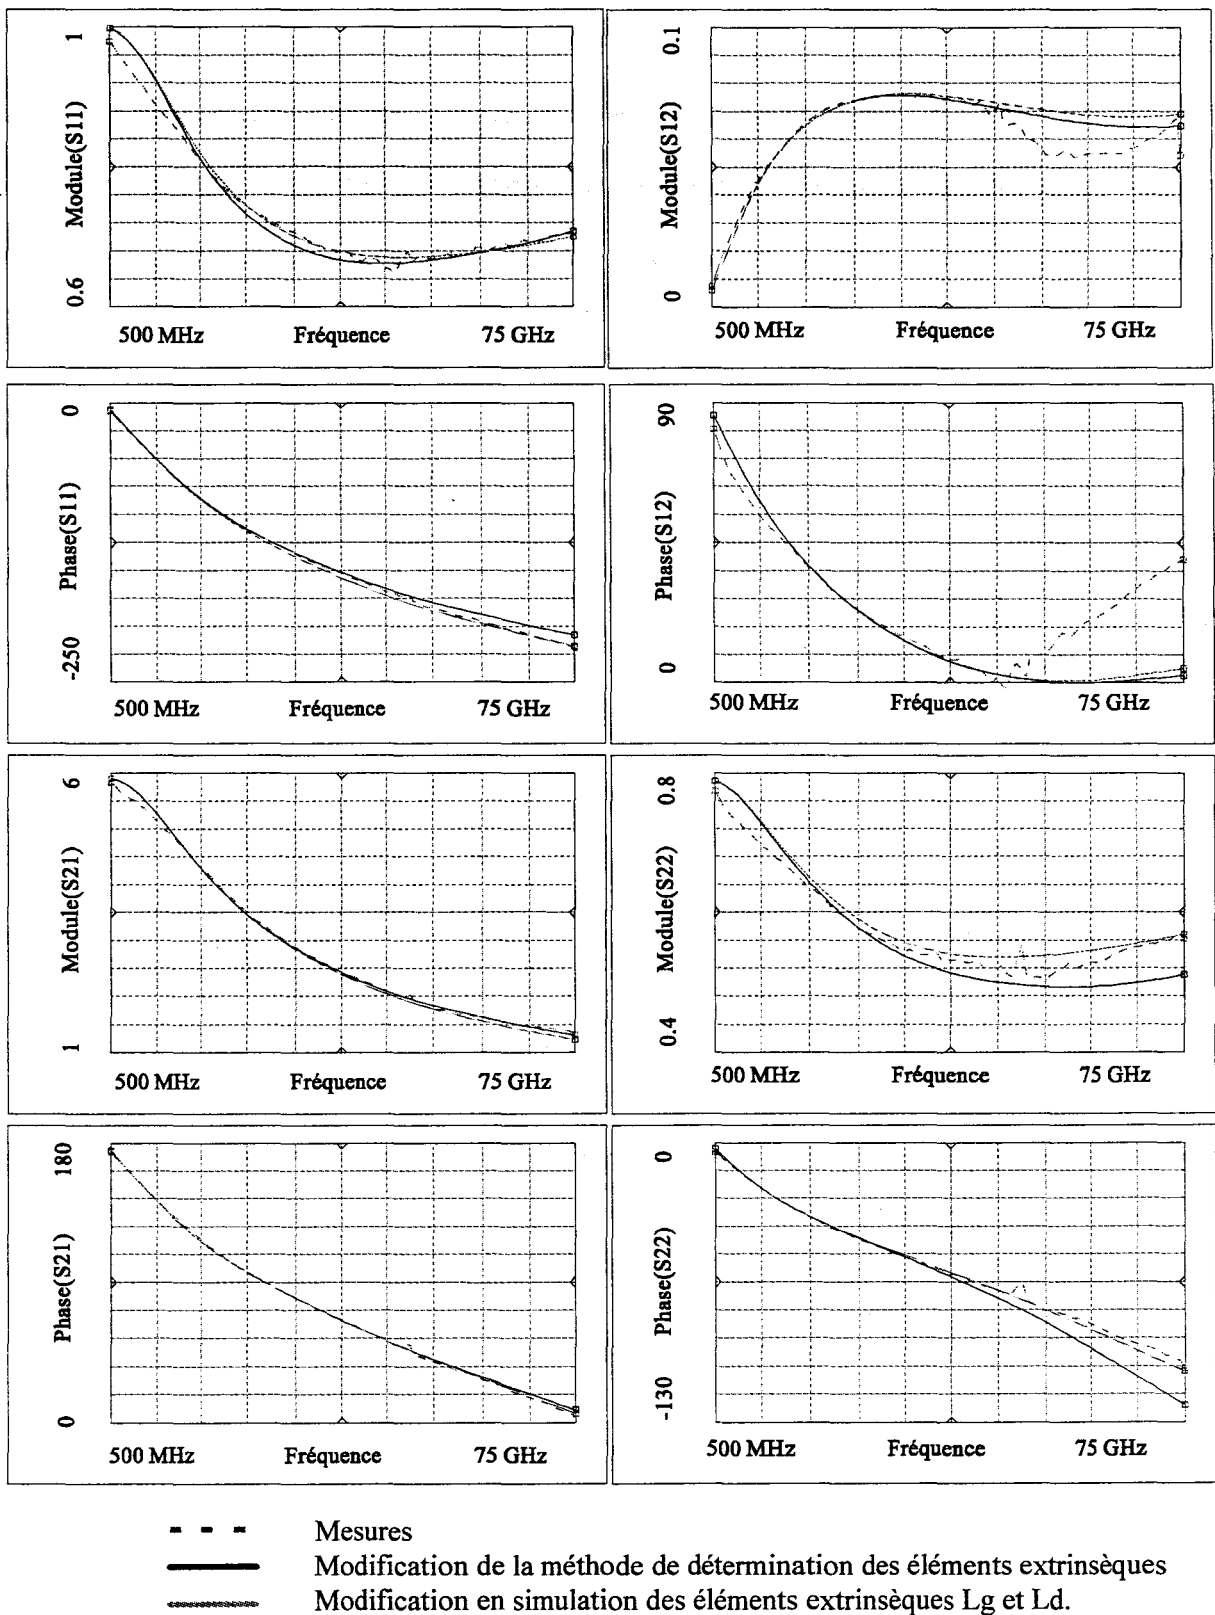 1
Module(S11)
0.6
500 MHz Fréquence 75 GHz
0.1
Module(S12)
0
500 MHz Fréquence 75 GHz
0
Phase(S11)
-250
500 MHz Fréquence 75 GHz
90
Phase(S12)
0
500 MHz Fréquence 75 GHz
6
Module(S21)
1
500 MHz Fréquence 75 GHz
0.8
Module(S22)
0.4
500 MHz Fréquence 75 GHz
180
Phase(S21)
0
500 MHz Fréquence 75 GHz
0
Phase(S22)
-130
500 MHz Fréquence 75 GHz
Mesures
Modification de la méthode de détermination des éléments extrinsèques
Modification en simulation des éléments extrinsèques Lg et Ld.